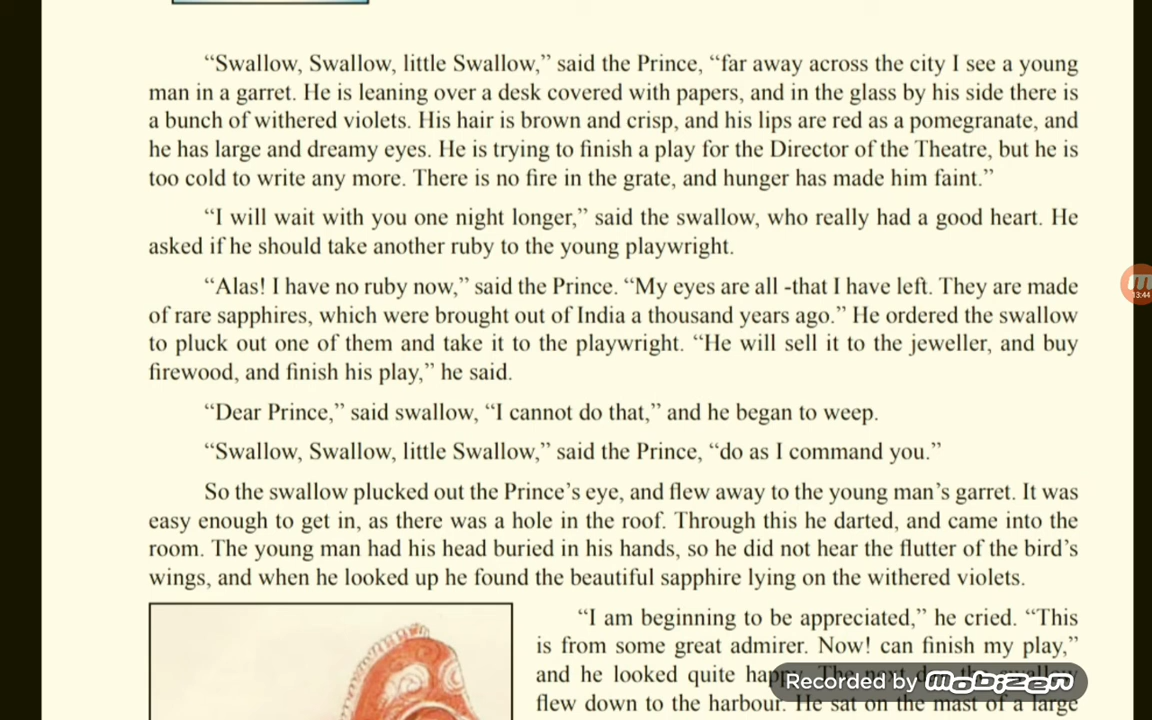 “Swallow, Swallow, little Swallow,” said the Prince, “far away across the city I see a young
man in a garret. He is leaning over a desk covered with papers, and in the glass by his side there is
a bunch of withered violets. His hair is brown and crisp, and his lips are red as a pomegranate, and
he has large and dreamy eyes. He is trying to finish a play for the Director of the Theatre, but he is
too cold to write any more. There is no fire in the grate, and hunger has made him faint.”
“I will wait with you one night longer,” said the swallow, who really had a good heart. He
asked if he should take another ruby to the young playwright.
“Alas! I have no ruby now,” said the Prince. “My eyes are all -that I have left. They are made
of rare sapphires, which were brought out of India a thousand years ago.” He ordered the swallow
to pluck out one of them and take it to the playwright. “He will sell it to the jeweller, and buy
firewood, and finish his play,” he said.
“Dear Prince,” said swallow, “I cannot do that,” and he began to weep.
“Swallow, Swallow, little Swallow,” said the Prince, “do as I command you.”
So the swallow plucked out the Prince’s eye, and flew away to the young man’s garret. It was
easy enough to get in, as there was a hole in the roof. Through this he darted, and came into the
room. The young man had his head buried in his hands, so he did not hear the flutter of the bird’s
wings, and when he looked up he found the beautiful sapphire lying on the withered violets.
“I am beginning to be appreciated,” he cried. “This
is from some great admirer. Now! can finish my play,”
and he looked quite happy. The next day the swallow
flew down to the harbour. He sat on the mast of a large
13:44
Recorded by mobizen